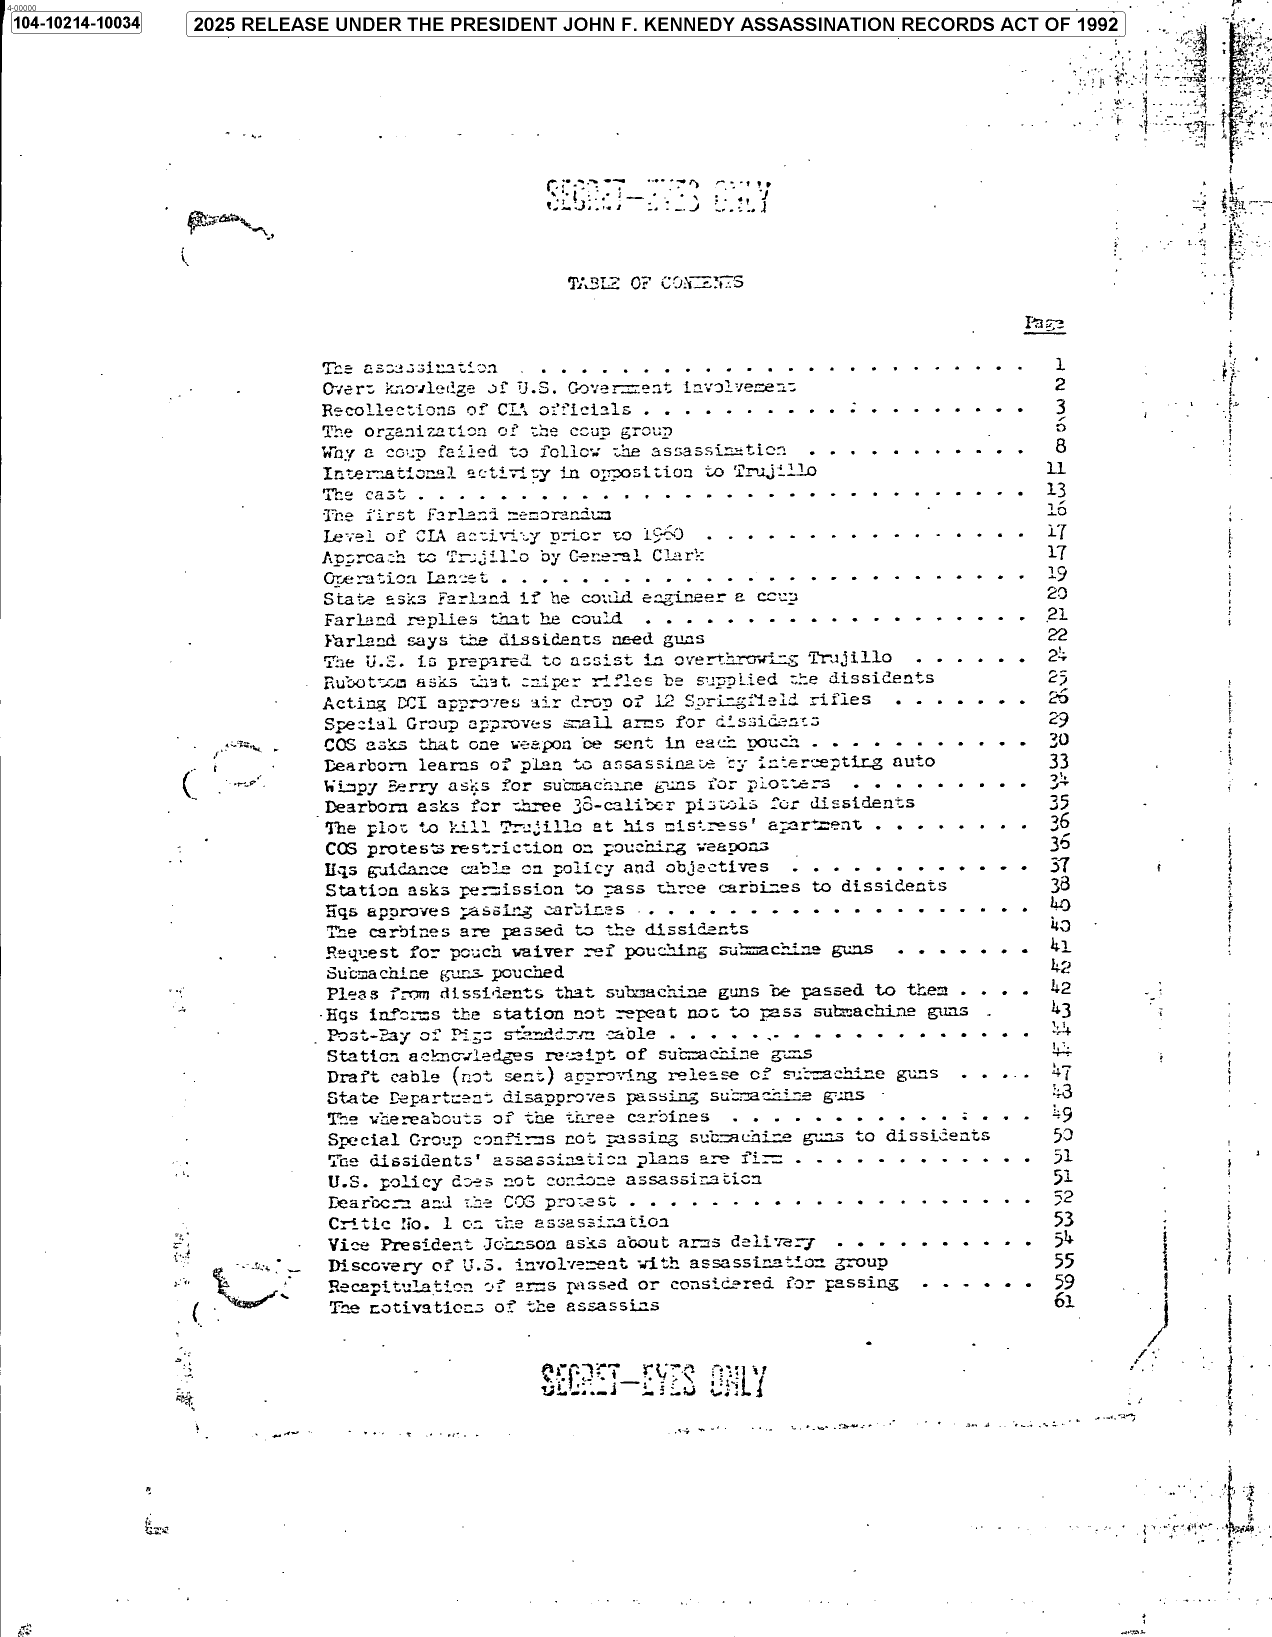 4-00000
104-10214-10034
2025 RELEASE UNDER THE PRESIDENT JOHN F. KENNEDY ASSASSINATION RECORDS ACT OF 1992
SECRET-EYES ONLY
TABLE OF CONTENTS
Page
The assassination . . . . . . . . . . . . . . . . . . . . . . . . . 1
Overt knowledge of U.S. Government involvement 2
Recollections of CIA officials . . . . . . . . . . . . . . . . . . . 3
The organization of the coup group 6
Why a coup failed to follow the assassination . . . . . . . . . . . 8
International activity in opposition to Trujillo 11
The cast . . . . . . . . . . . . . . . . . . . . . . . . . . . . . 13
The first Farland memorandum 16
Level of CIA activity prior to 1960 . . . . . . . . . . . . . . . . 17
Approach to Trujillo by General Clark 17
Operation Lancet . . . . . . . . . . . . . . . . . . . . . . . . . 19
State asks Farland if he could engineer a coup 20
Farland replies that he could . . . . . . . . . . . . . . . . . . . 21
Farland says the dissidents need guns 22
The U.S. is prepared to assist in overthrowing Trujillo . . . . . . 24
Rubottom asks that sniper rifles be supplied the dissidents 25
Acting DCI approves air drop of 12 Springfield rifles . . . . . . . 26
Special Group approves small arms for dissidents 29
COS asks that one weapon be sent in each pouch . . . . . . . . . . . 30
Dearborn learns of plan to assassinate by intercepting auto 33
Wimpy Berry asks for submachine guns for plotters . . . . . . . . . 34
Dearborn asks for three 38-caliber pistols for dissidents 35
The plot to kill Trujillo at his mistress' apartment . . . . . . . . 36
COS protests restriction on pouching weapons 36
Hqs guidance cable on policy and objectives . . . . . . . . . . . . 37
Station asks permission to pass three carbines to dissidents 38
Hqs approves passing carbines . . . . . . . . . . . . . . . . . . . 40
The carbines are passed to the dissidents 40
Request for pouch waiver ref pouching submachine guns . . . . . . . 41
Submachine guns pouched 42
Pleas from dissidents that submachine guns be passed to them . . . . 42
Hqs informs the station not repeat not to pass submachine guns . 43
Post-Bay of Pigs standdown cable . . . . . . . . . . . . . . . . . . 44
Station acknowledges receipt of submachine guns 44
Draft cable (not sent) approving release of submachine guns . . . . . 47
State Department disapproves passing submachine guns 48
The whereabouts of the three carbines . . . . . . . . . . . . . . . . 49
Special Group confirms not passing submachine guns to dissidents 50
The dissidents' assassination plans are firm . . . . . . . . . . . . 51
U.S. policy does not condone assassination 51
Dearborn and the COS protest . . . . . . . . . . . . . . . . . . . . 52
Critic No. 1 on the assassination 53
Vice President Johnson asks about arms delivery . . . . . . . . . . 54
Discovery of U.S. involvement with assassination group 55
Recapitulation of arms passed or considered for passing . . . . . . 59
The motivations of the assassins 61
SECRET-EYES ONLY